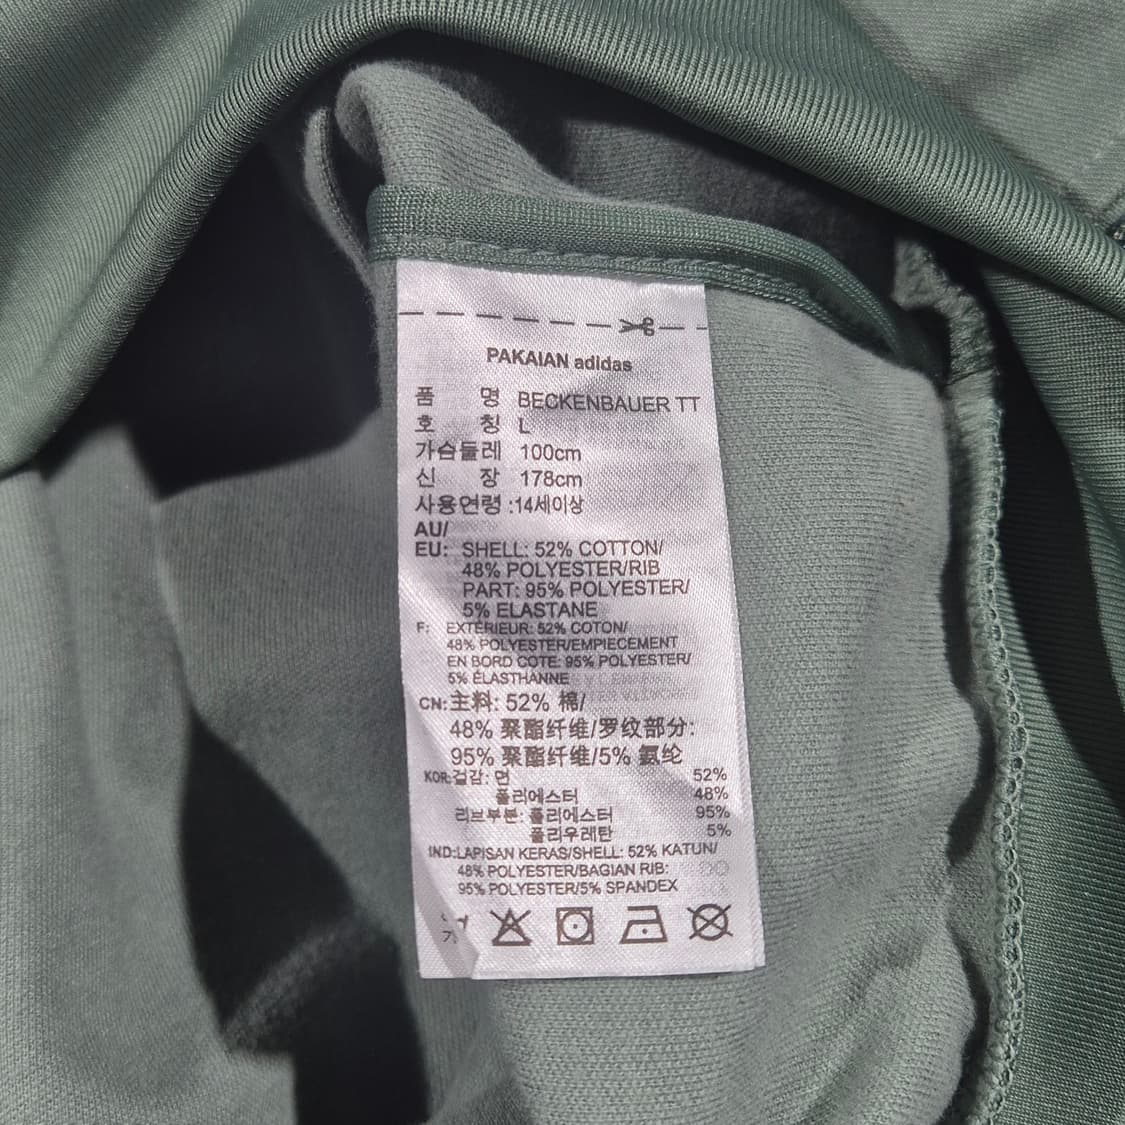 PAKAIAN adidas
품 명 BECKENBAUER TT
호 칭 L
가슴둘레 100cm
신 장 178cm
사용연령 :14세이상
AU/
EU: SHELL: 52% COTTON/
48% POLYESTER/RIB
PART: 95% POLYESTER/
5% ELASTANE
F: EXTÉRIEUR: 52% COTON/
48% POLYESTER/EMPIECEMENT
EN BORD COTE: 95% POLYESTER/
5% ÉLASTHANNE
CN:主料: 52% 棉/
48% 聚酯纤维/罗纹部分:
95% 聚酯纤维/5% 氨纶
KOR:겉감: 면 52%
폴리에스터 48%
리브부분: 폴리에스터 95%
폴리우레탄 5%
IND:LAPISAN KERAS/SHELL: 52% KATUN/
48% POLYESTER/BAGIAN RIB:
95% POLYESTER/5% SPANDEX